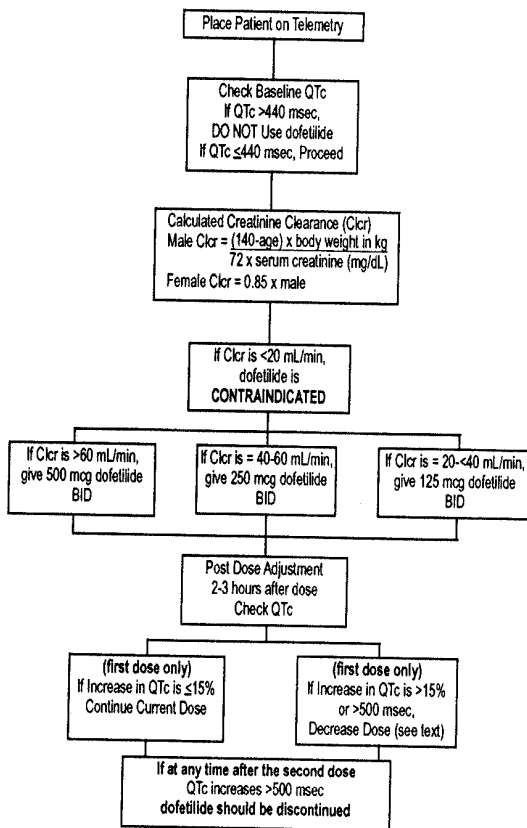 Place Patient on Telemetry
Check Baseline QTc
If QTc >440 msec,
DO NOT Use dofetilide
If QTc ≤440 msec, Proceed
Calculated Creatinine Clearance (Clcr)
Male Clcr = (140-age) x body weight in kg
72 x serum creatinine (mg/dL)
Female Clcr = 0.85 x male
If Clcr is <20 mL/min,
dofetilide is
CONTRAINDICATED
If Clcr is >60 mL/min,
give 500 mcg dofetilide
BID
If Clcr is = 40-60 mL/min,
give 250 mcg dofetilide
BID
If Clcr is = 20-<40 mL/min,
give 125 mcg dofetilide
BID
Post Dose Adjustment
2-3 hours after dose
Check QTc
(first dose only)
If Increase in QTc is ≤15%
Continue Current Dose
(first dose only)
If Increase in QTc is >15%
or >500 msec,
Decrease Dose (see text)
If at any time after the second dose
QTc increases >500 msec
dofetilide should be discontinued